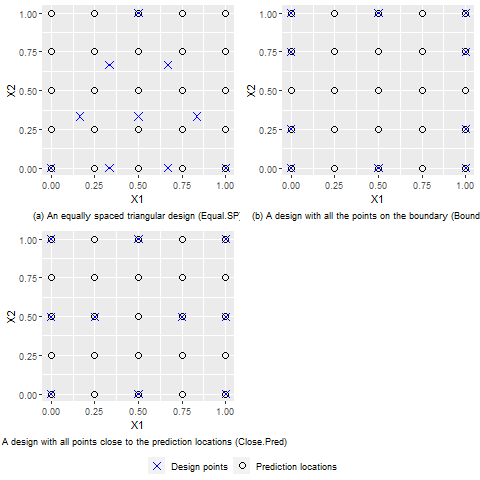 1.00
0.75
0.50
0.25
0.00
X2
0.00 0.25 0.50 0.75 1.00
X1
(a) An equally spaced triangular design (Equal.SP)
1.00
0.75
0.50
0.25
0.00
X2
0.00 0.25 0.50 0.75 1.00
X1
(b) A design with all the points on the boundary (Bound
1.00
0.75
0.50
0.25
0.00
X2
0.00 0.25 0.50 0.75 1.00
X1
A design with all points close to the prediction locations (Close.Pred)
Design points Prediction locations